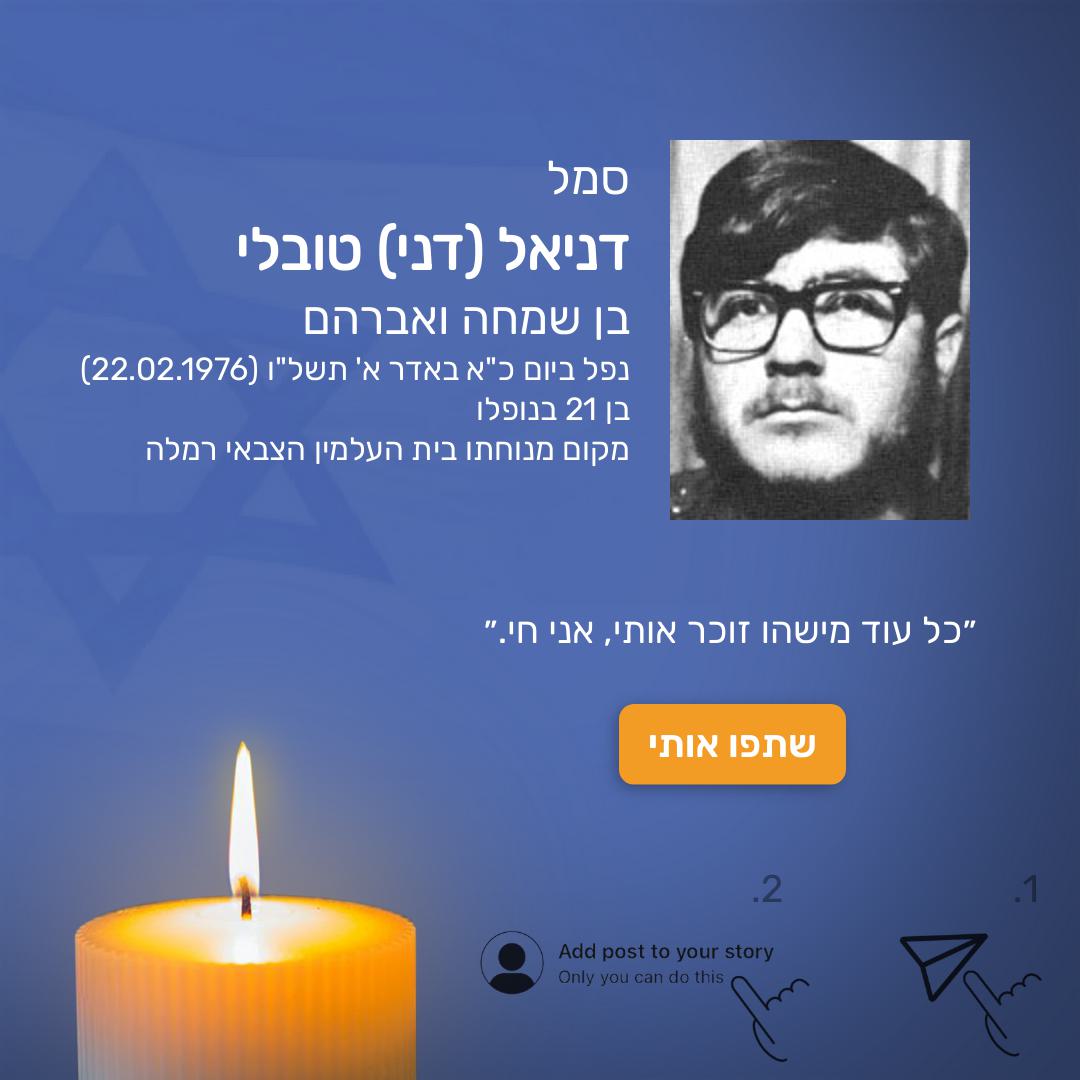 סמל
דניאל (דני) טובלי
בן שמחה ואברהם
נפל ביום כ"א באדר א' תשל"ו (22.02.1976)
בן 21 בנופלו
מקום מנוחתו בית העלמין הצבאי רמלה
״כל עוד מישהו זוכר אותי, אני חי.״
שתפו אותי
.1
.2
Add post to your story
Only you can do this